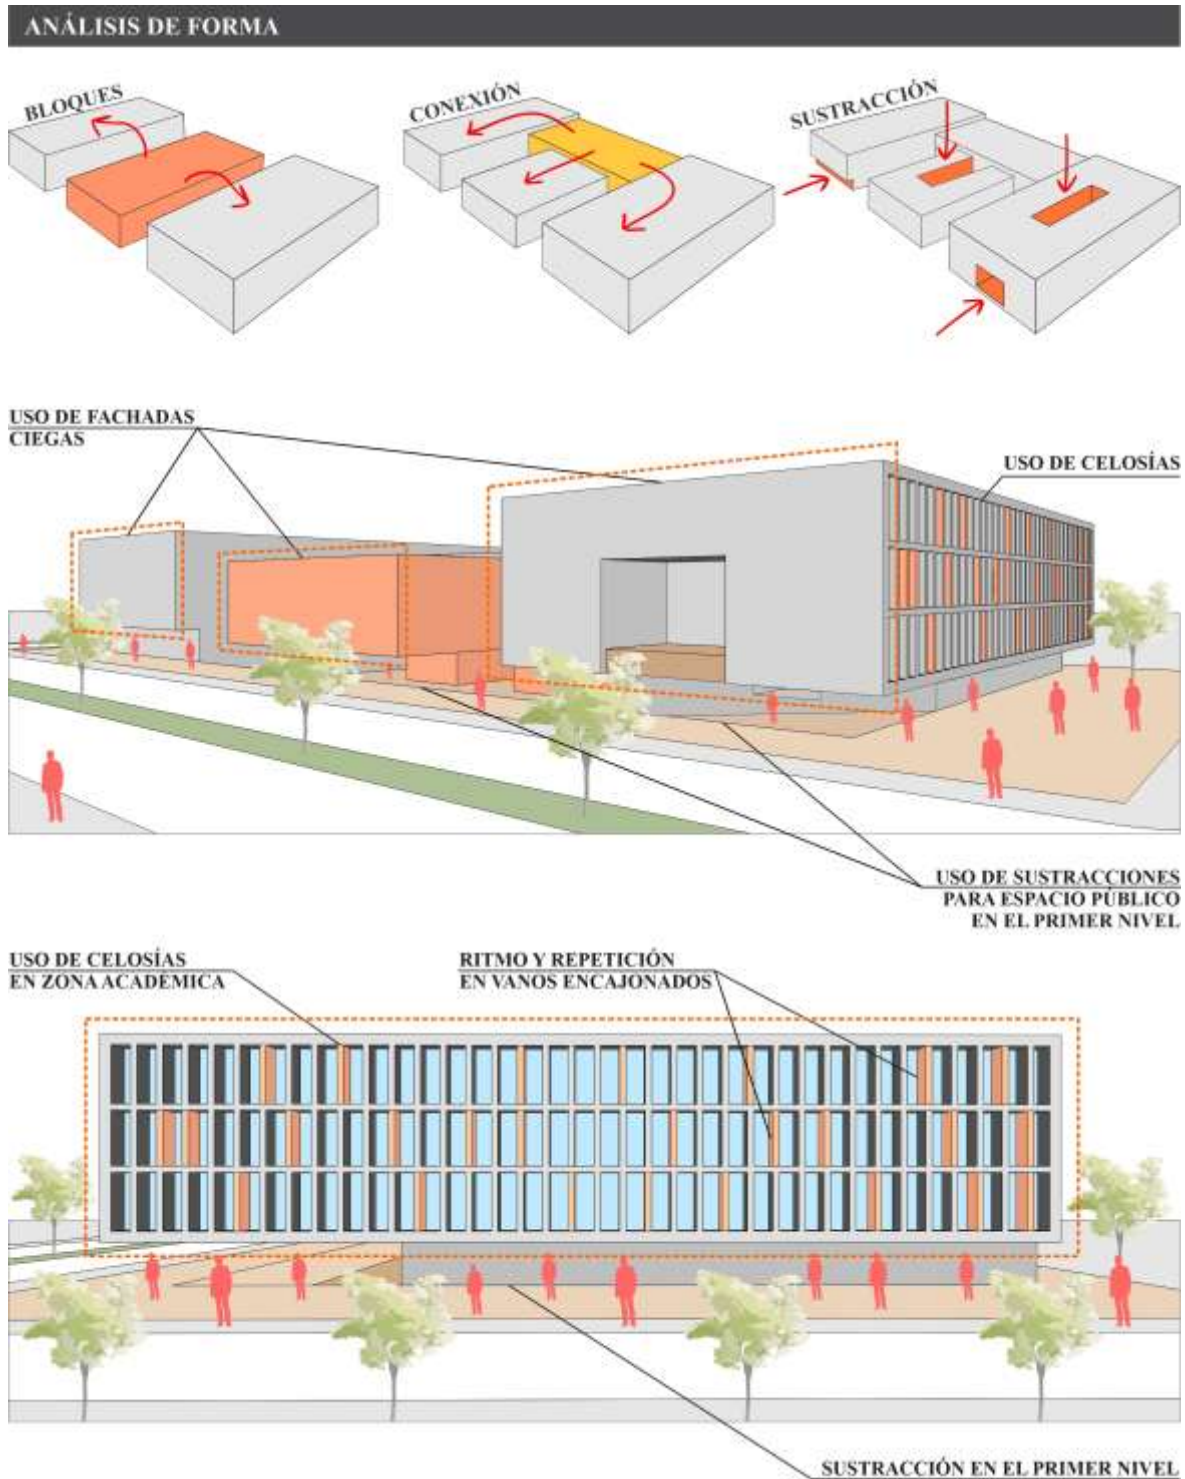 ANÁLISIS DE FORMA
BLOQUES
CONEXIÓN
SUSTRACCIÓN
USO DE FACHADAS
CIEGAS
USO DE CELOSÍAS
USO DE SUSTRACCIONES
PARA ESPACIO PÚBLICO
EN EL PRIMER NIVEL
USO DE CELOSÍAS
EN ZONA ACADÉMICA
RITMO Y REPETICIÓN
EN VANOS ENCAJONADOS
SUSTRACCIÓN EN EL PRIMER NIVEL